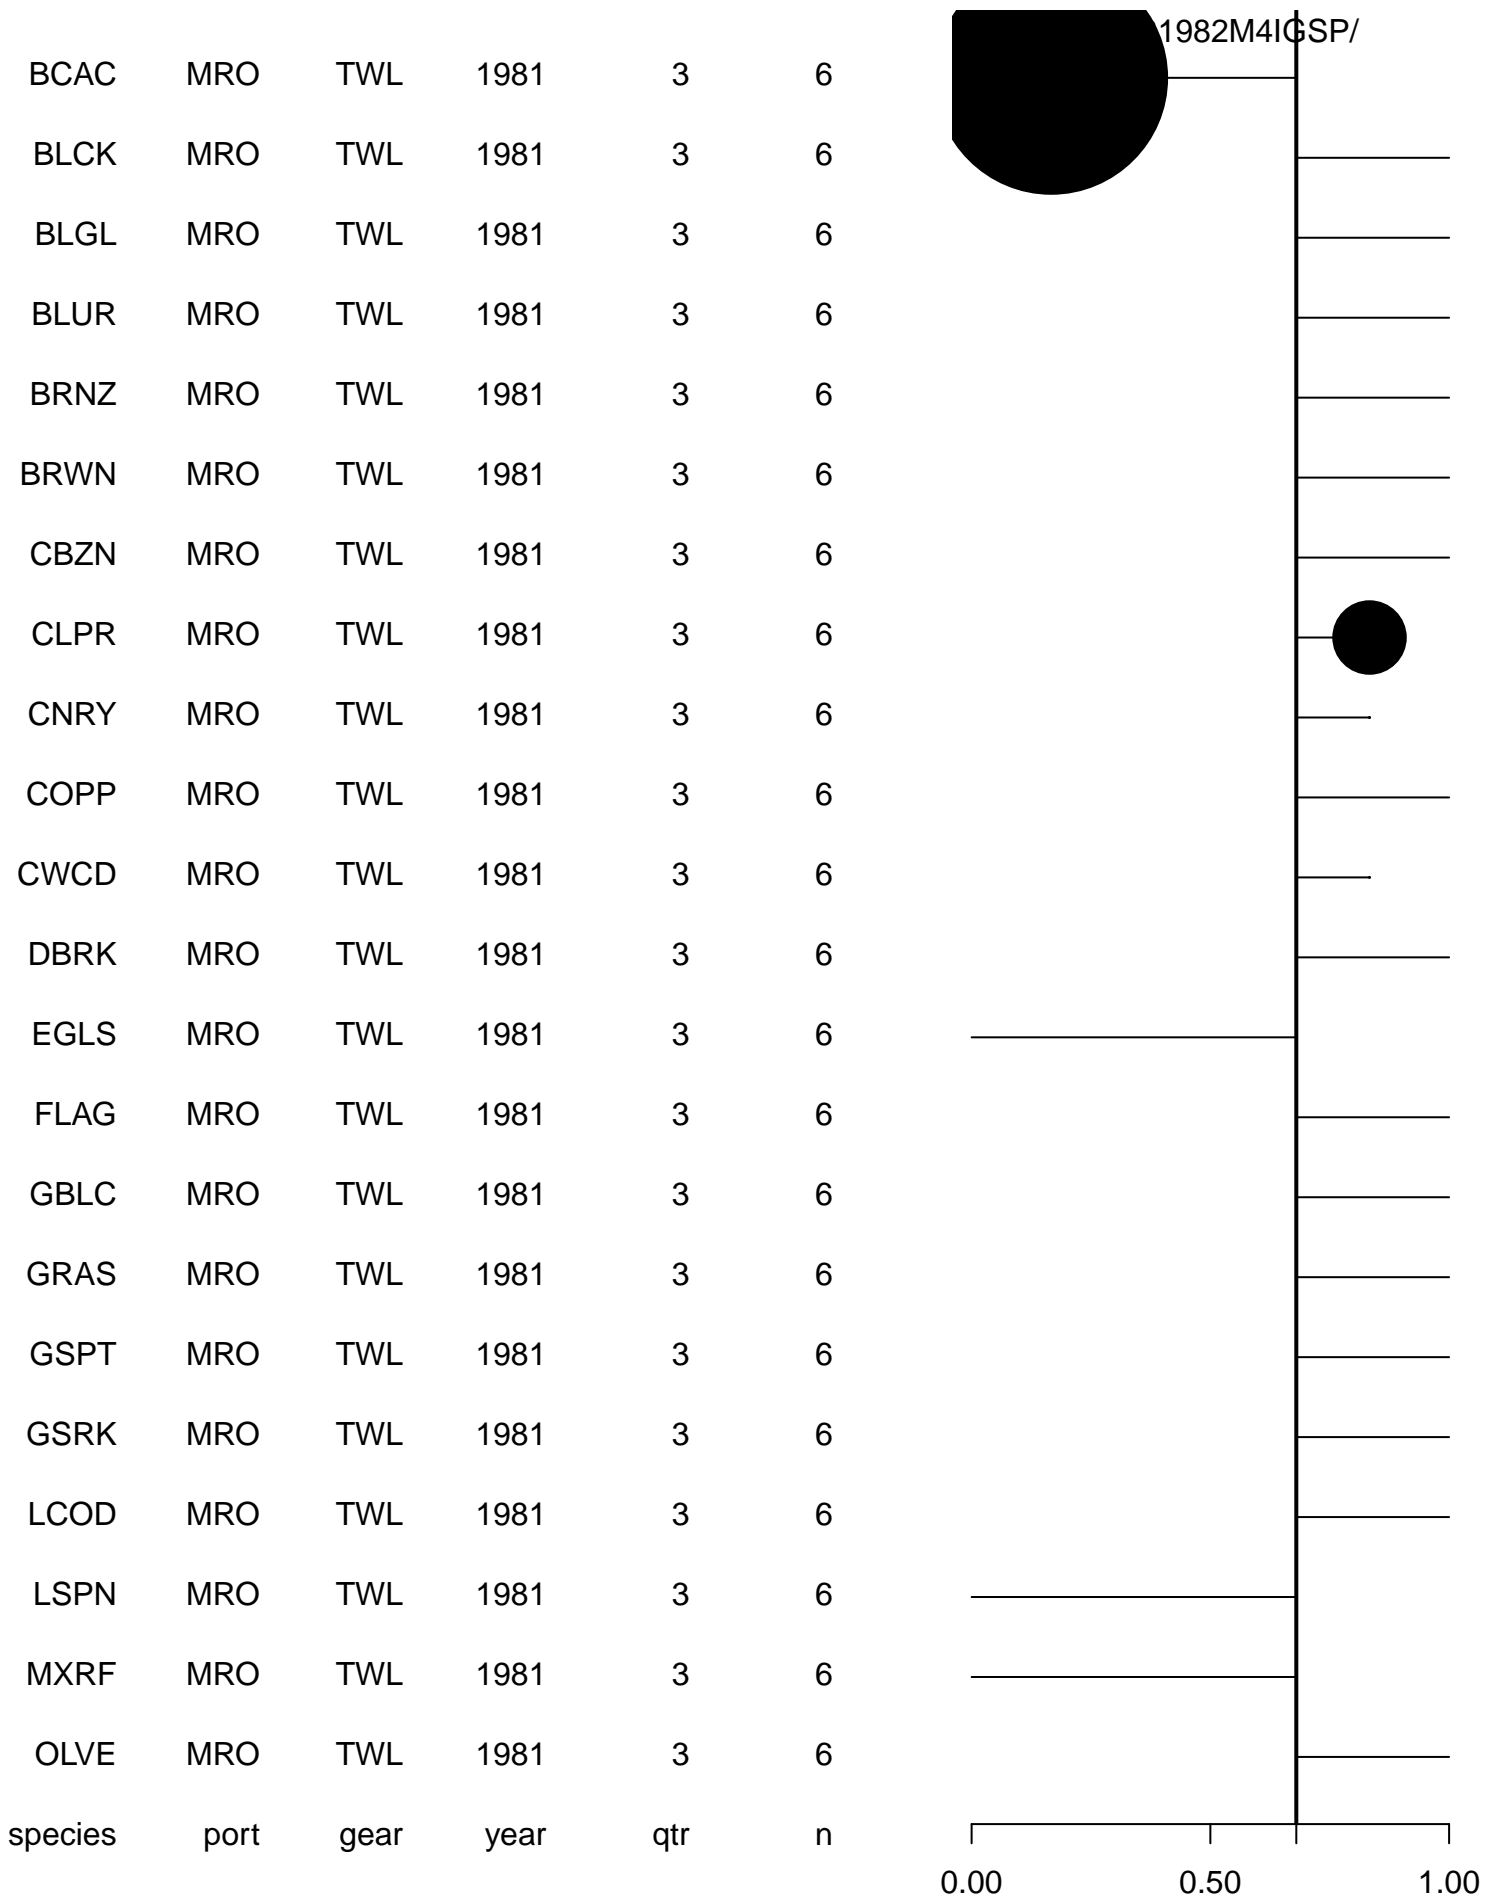 1982M4IGSP/
BCAC MRO TWL 1981 3 6
BLCK MRO TWL 1981 3 6
BLGL MRO TWL 1981 3 6
BLUR MRO TWL 1981 3 6
BRNZ MRO TWL 1981 3 6
BRWN MRO TWL 1981 3 6
CBZN MRO TWL 1981 3 6
CLPR MRO TWL 1981 3 6
CNRY MRO TWL 1981 3 6
COPP MRO TWL 1981 3 6
CWCD MRO TWL 1981 3 6
DBRK MRO TWL 1981 3 6
EGLS MRO TWL 1981 3 6
FLAG MRO TWL 1981 3 6
GBLC MRO TWL 1981 3 6
GRAS MRO TWL 1981 3 6
GSPT MRO TWL 1981 3 6
GSRK MRO TWL 1981 3 6
LCOD MRO TWL 1981 3 6
LSPN MRO TWL 1981 3 6
MXRF MRO TWL 1981 3 6
OLVE MRO TWL 1981 3 6
species port gear year qtr n
0.00 0.50 1.00